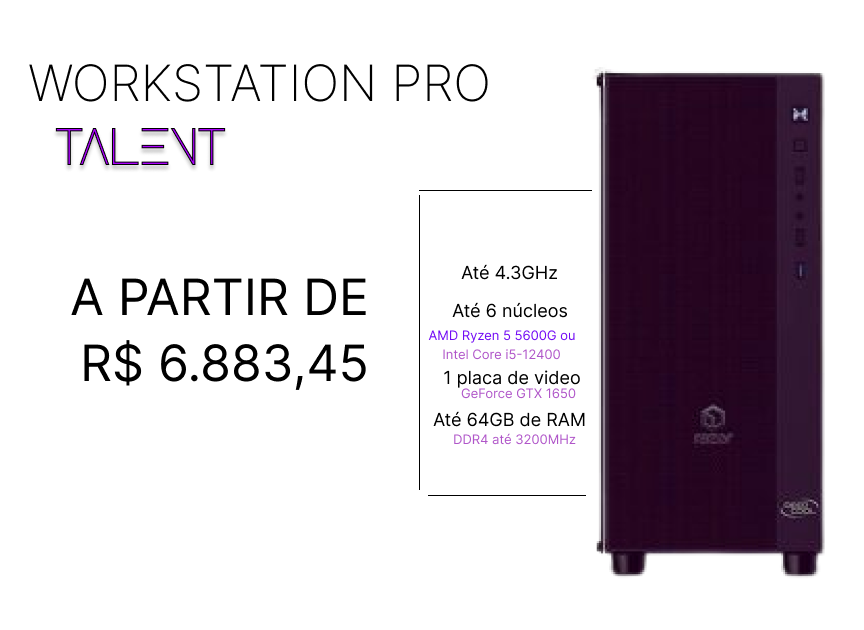 WORKSTATION PRO
TALENT
A PARTIR DE
R$ 6.883,45
Até 4.3GHz
Até 6 núcleos
AMD Ryzen 5 5600G ou
Intel Core i5-12400
1 placa de video
GeForce GTX 1650
Até 64GB de RAM
DDR4 até 3200MHz